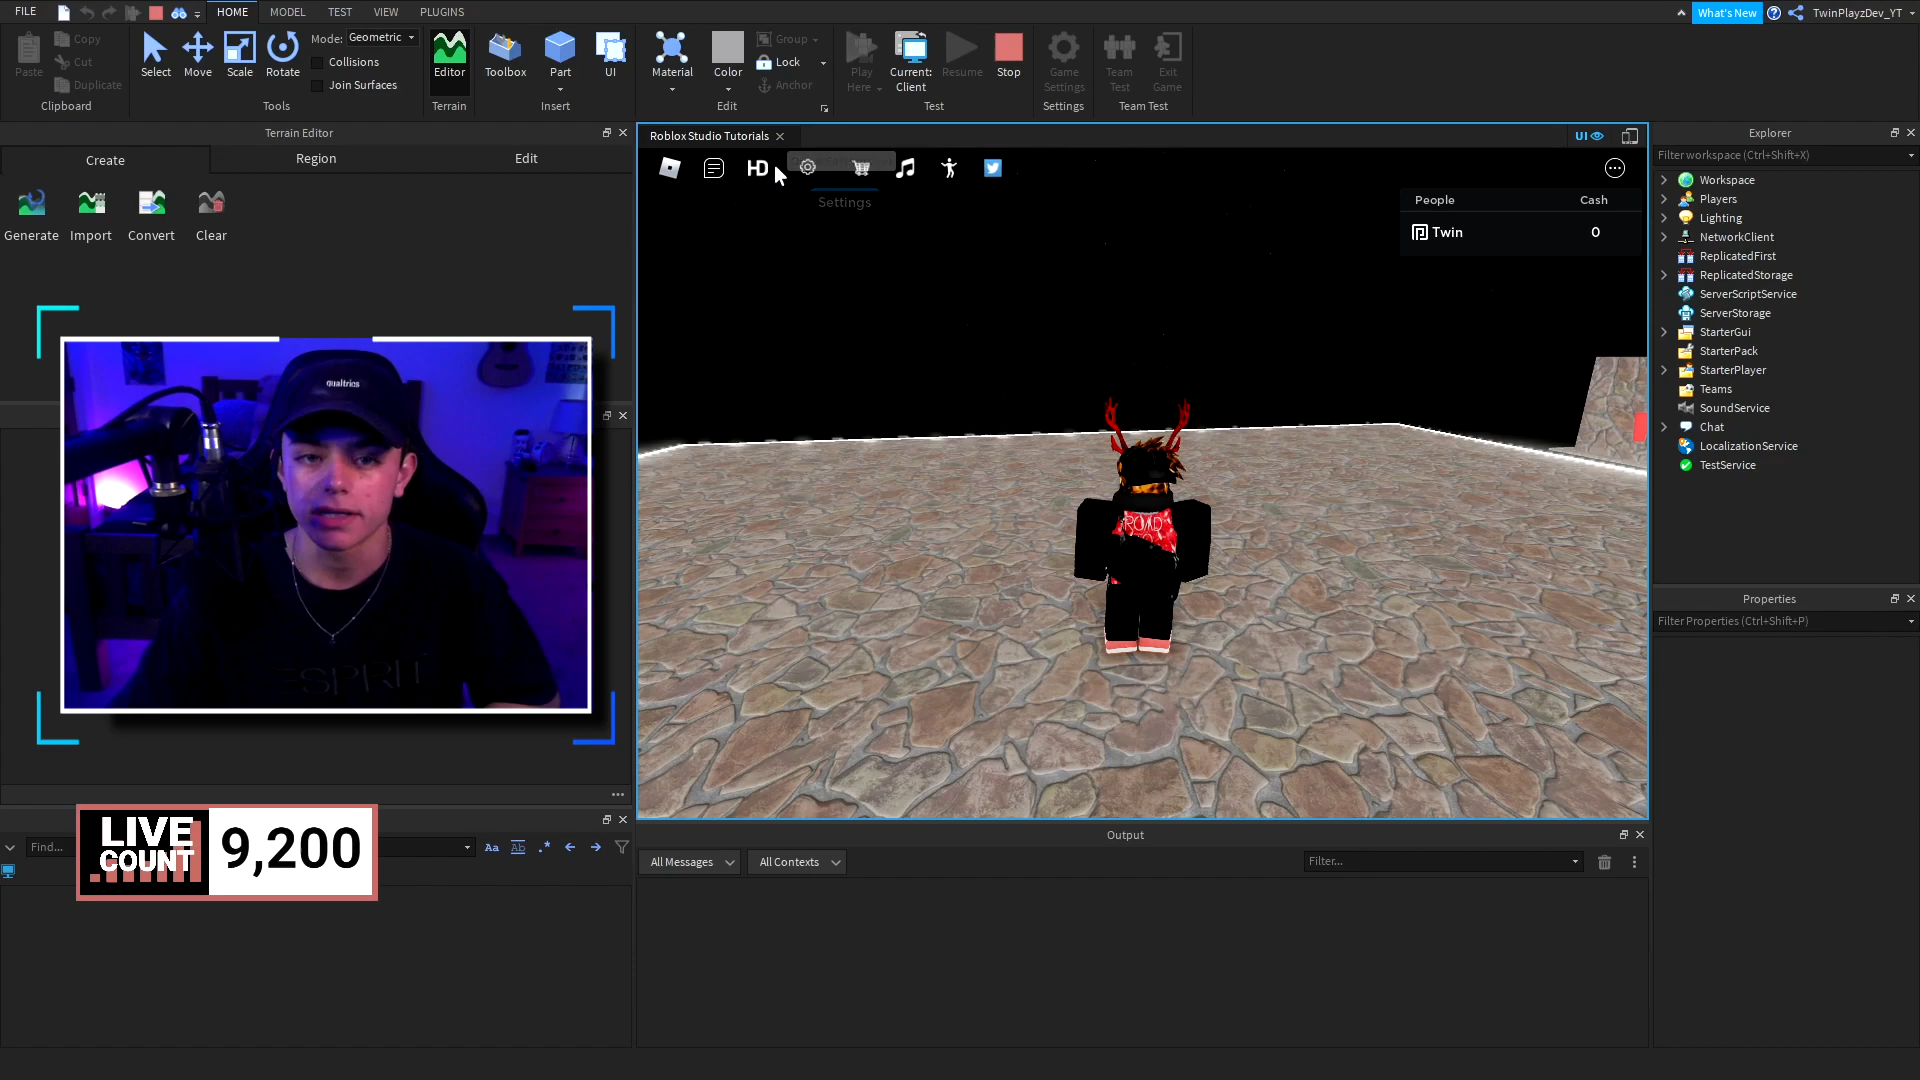 FILE
HOME
MODEL
TEST
VIEW
PLUGINS
What's New
TwinPlayzDev_YT
Paste
Copy
Cut
Duplicate
Clipboard
Select
Move
Scale
Rotate
Mode: Geometric
Collisions
Join Surfaces
Tools
Editor
Terrain
Toolbox
Part
UI
Insert
Material
Color
Group
Lock
Anchor
Edit
Play
Here
Current:
Client
Resume
Stop
Test
Game
Settings
Settings
Team
Test
Exit
Game
Team Test
Terrain Editor
Create
Region
Edit
Generate
Import
Convert
Clear
qualtrics
ESPRIT
LIVE
COUNT
9,200
Find...
Aa
Ab
Roblox Studio Tutorials
UI
HD
Settings
People
Cash
Twin
0
ROAD
Output
All Messages
All Contexts
Filter...
Explorer
Filter workspace (Ctrl+Shift+X)
Workspace
Players
Lighting
NetworkClient
ReplicatedFirst
ReplicatedStorage
ServerScriptService
ServerStorage
StarterGui
StarterPack
StarterPlayer
Teams
SoundService
Chat
LocalizationService
TestService
Properties
Filter Properties (Ctrl+Shift+P)